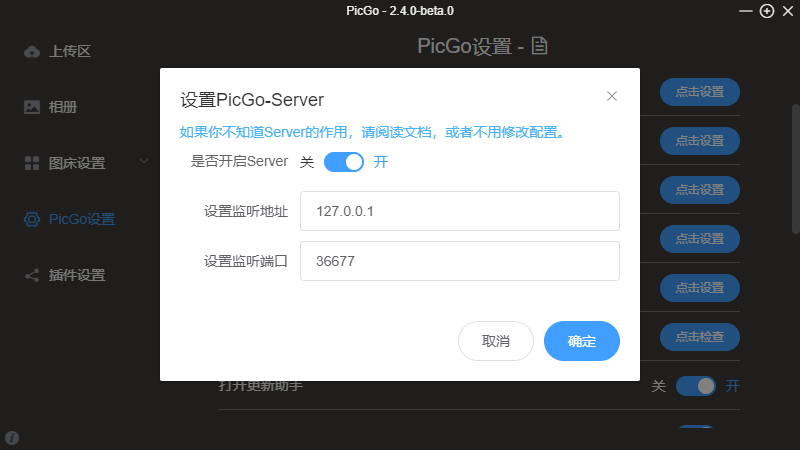 PicGo - 2.4.0-beta.0
上传区
相册
图床设置
PicGo设置
插件设置
PicGo设置 -
点击设置
点击设置
点击设置
点击设置
点击设置
点击检查
设置PicGo-Server
如果你不知道Server的作用，请阅读文档，或者不用修改配置。
是否开启Server 关 开
设置监听地址 127.0.0.1
设置监听端口 36677
取消 确定
打开更新助手 关 开